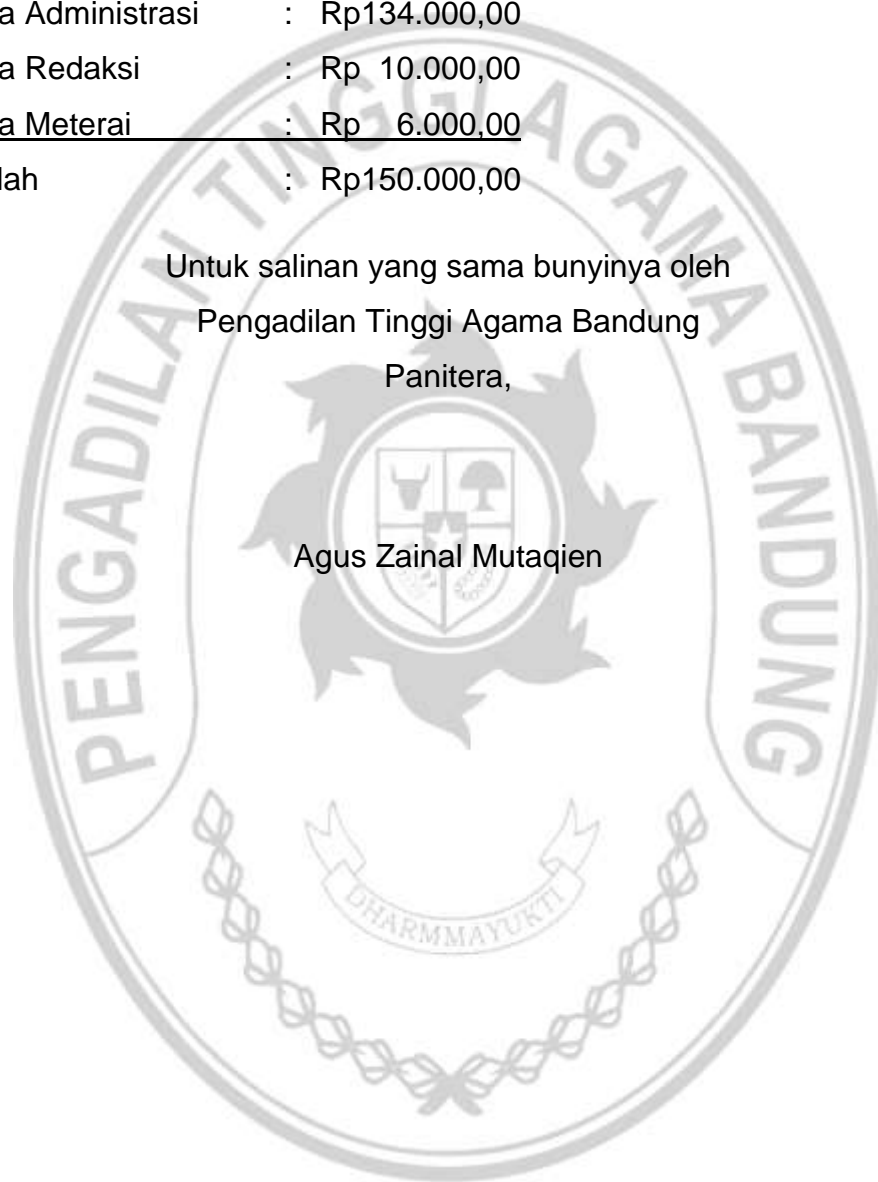 a Administrasi : Rp134.000,00
a Redaksi : Rp 10.000,00
a Meterai : Rp 6.000,00
lah : Rp150.000,00
Untuk salinan yang sama bunyinya oleh
Pengadilan Tinggi Agama Bandung
Panitera,
Agus Zainal Mutaqien
PENGADILAN TINGGI AGAMA BANDUNG
DHARMMAYUKTI